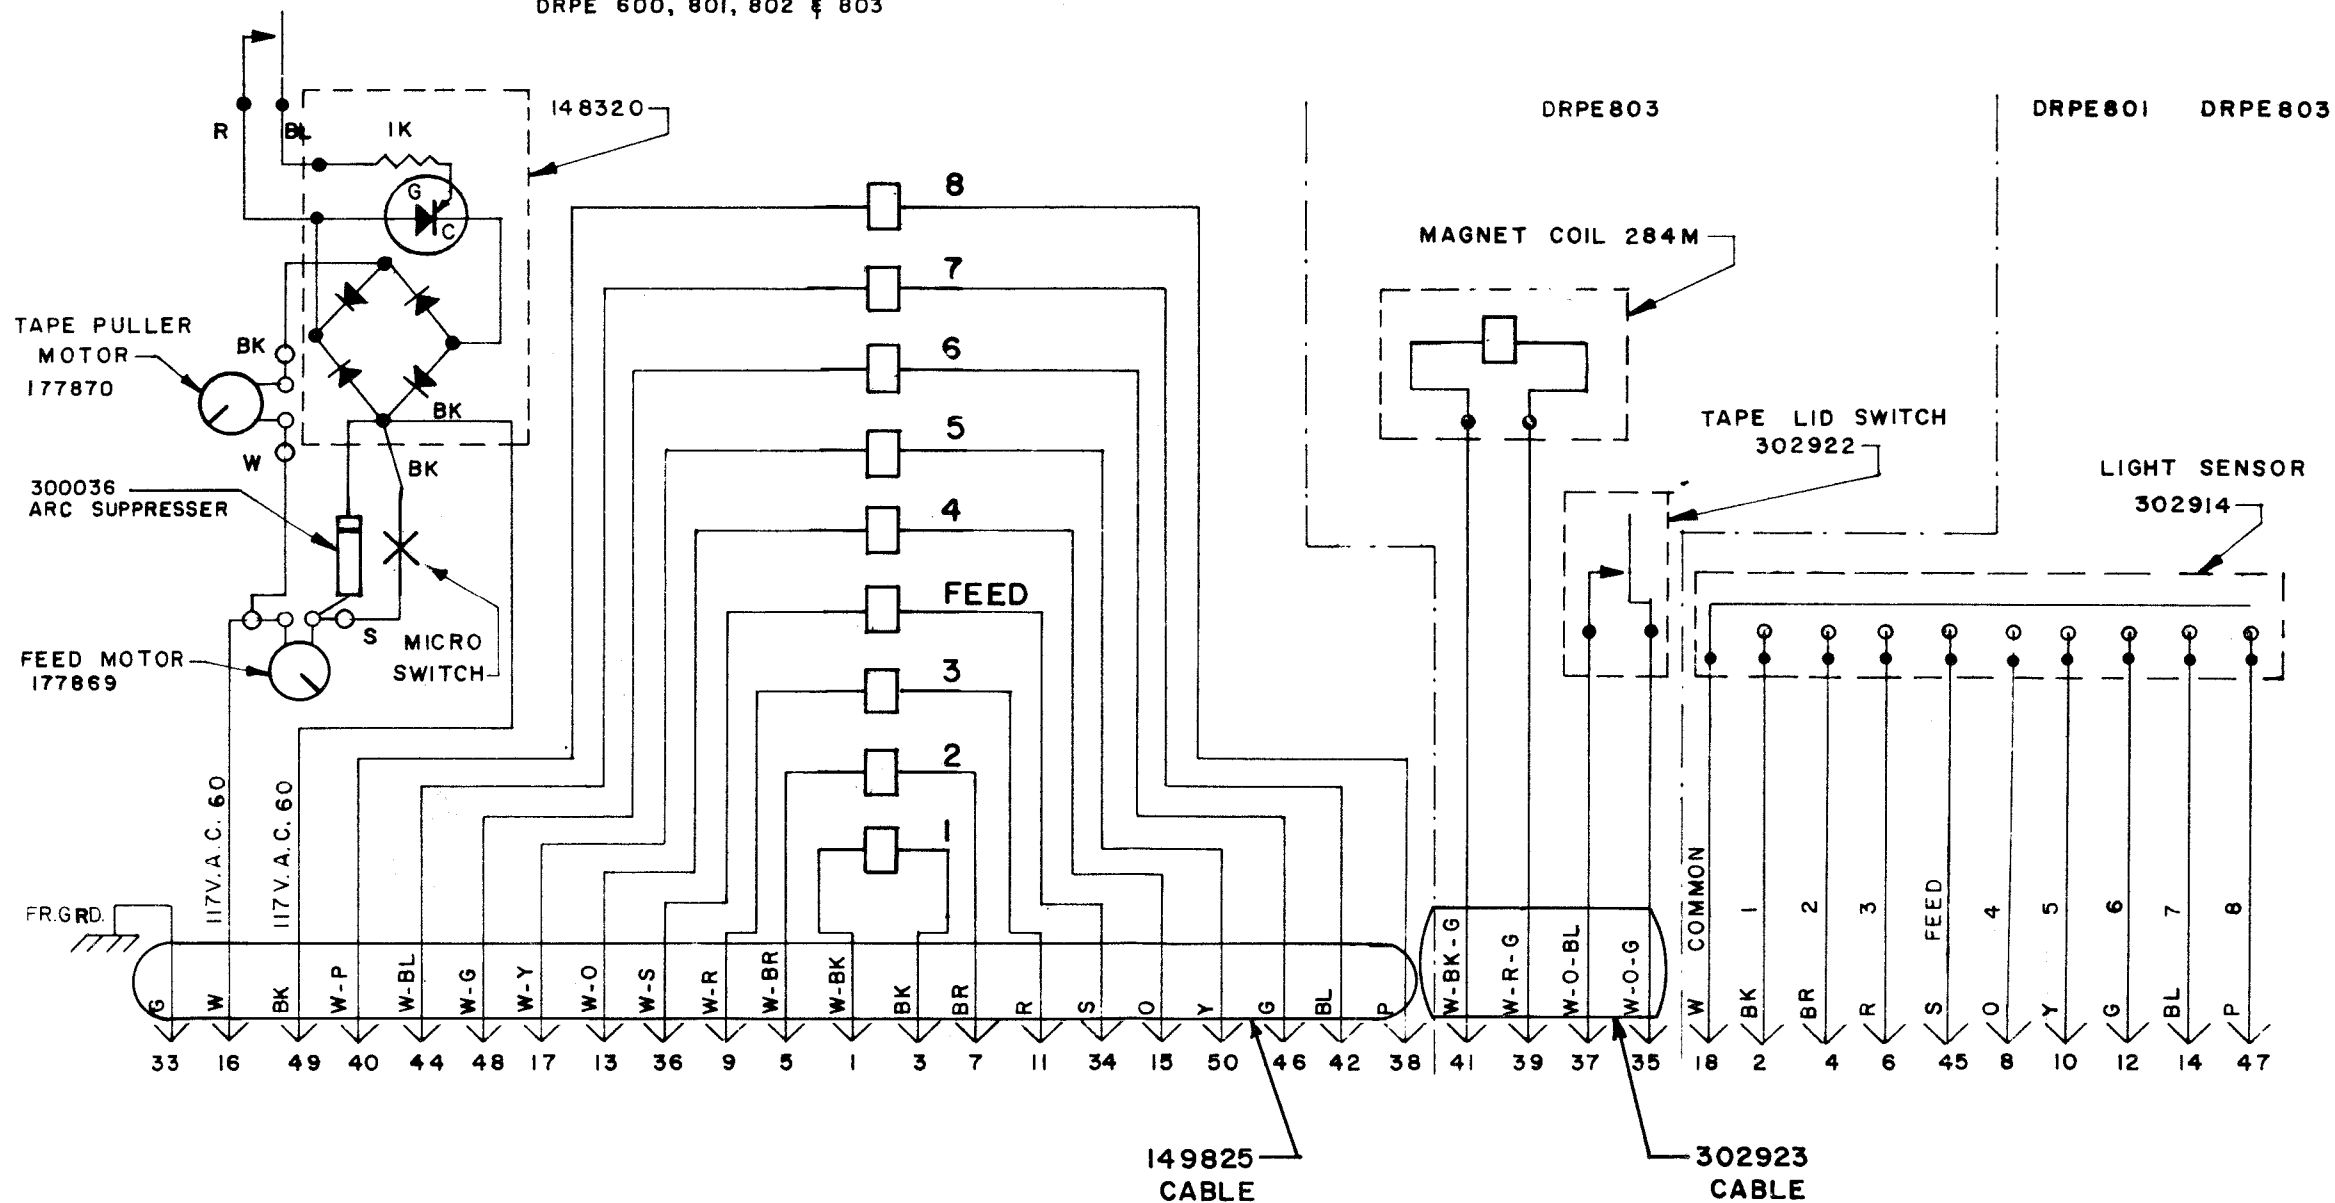 DRPE 600, 801, 802 & 803
148320
DRPE803
DRPE801 DRPE803
R
BL
1K
G
C
8
MAGNET COIL 284M
7
TAPE PULLER
MOTOR
177870
BK
6
BK
TAPE LID SWITCH
302922
5
W
BK
LIGHT SENSOR
302914
300036
ARC SUPPRESSER
4
FEED
S
MICRO
SWITCH
FEED MOTOR
177869
3
2
1
117V.A.C. 60
117V.A.C. 60
FR.GRD.
COMMON
1
2
3
FEED
4
5
6
7
8
G
W
BK
W-P
W-BL
W-G
W-Y
W-O
W-S
W-R
W-BR
W-BK
BK
BR
R
S
O
Y
G
BL
P
W-BK-G
W-R-G
W-O-BL
W-O-G
W
BK
BR
R
S
O
Y
G
BL
P
33 16 49 40 44 48 17 13 36 9 5 1 3 7 11 34 15 50 46 42 38 41 39 37 35 18 2 4 6 45 8 10 12 14 47
149825
CABLE
302923
CABLE